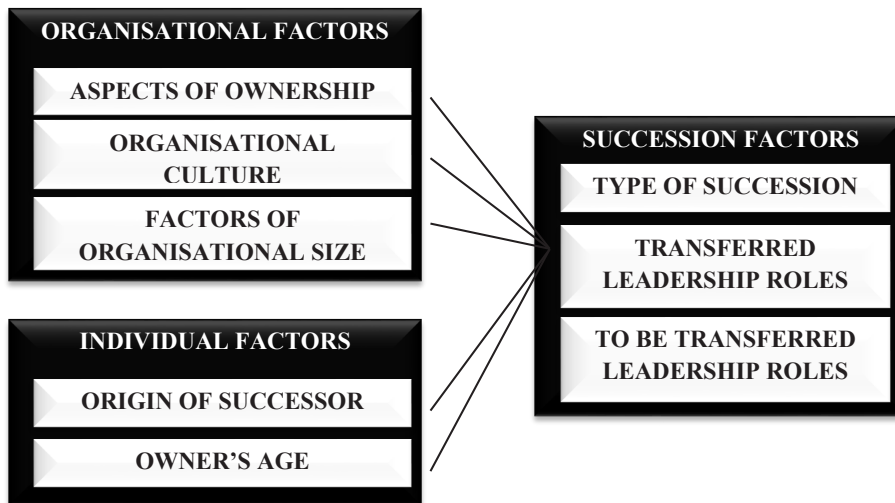 ORGANISATIONAL FACTORS
ASPECTS OF OWNERSHIP
ORGANISATIONAL
CULTURE
FACTORS OF
ORGANISATIONAL SIZE
INDIVIDUAL FACTORS
ORIGIN OF SUCCESSOR
OWNER'S AGE
SUCCESSION FACTORS
TYPE OF SUCCESSION
TRANSFERRED
LEADERSHIP ROLES
TO BE TRANSFERRED
LEADERSHIP ROLES